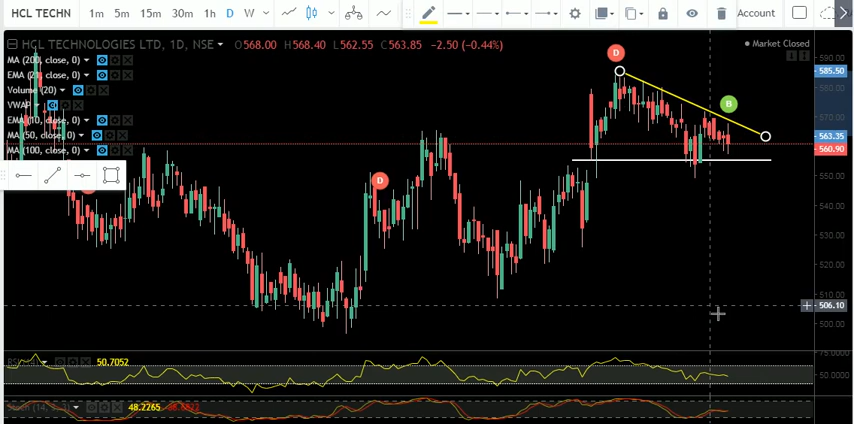 HCL TECHN 1m 5m 15m 30m 1h D W Account
HCL TECHNOLOGIES LTD, 1D, NSE O568.00 H568.40 L562.55 C563.85 -2.50 (-0.44%) Market Closed
MA (200, close, 0)
EMA (21, close, 0)
Volume (20)
VWAP
EMA (10, close, 0)
MA (50, close, 0)
MA (100, close, 0)
D
D
B
590.00
585.50
580.00
570.00
563.35
560.90
550.00
540.00
530.00
520.00
510.00
506.10
500.00
75.0000
50.7052
50.0000
48.2265